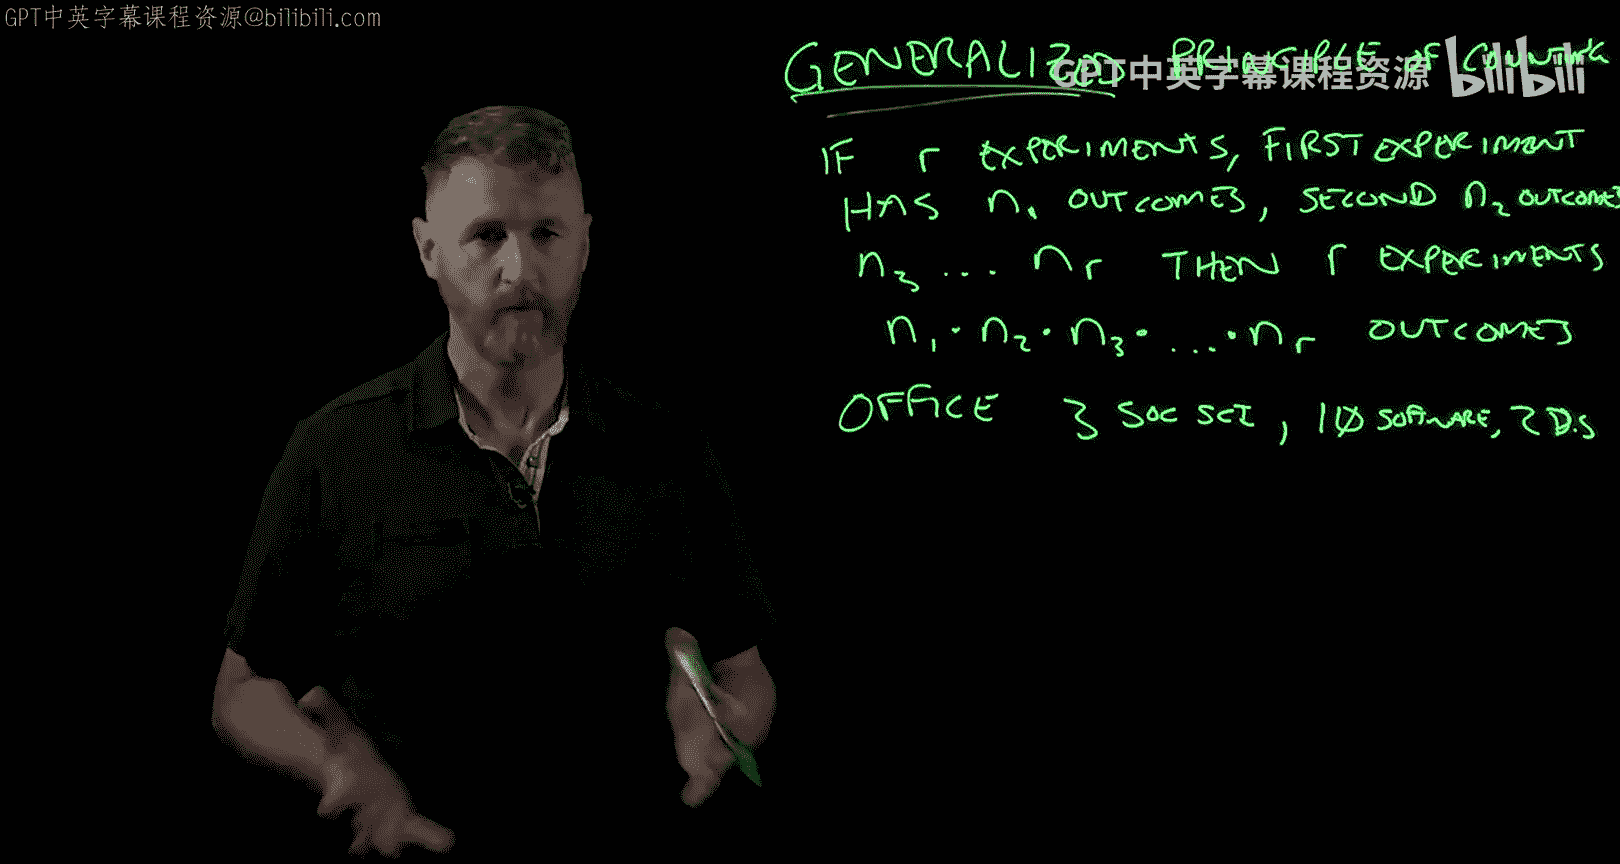 GPT中英字幕课程资源@bilibili.com
GENERALIZED PRINCIPLE OF COUNTING
GPT中英字幕课程资源 bilibili
IF r EXPERIMENTS, FIRST EXPERIMENT
HAS n₁ OUTCOMES, SECOND n₂ OUTCOMES
n₃ ... nᵣ THEN r EXPERIMENTS
n₁ · n₂ · n₃ · ... · nᵣ OUTCOMES
OFFICE 3 SOC SCI, 10 SOFTWARE, 2 D.S